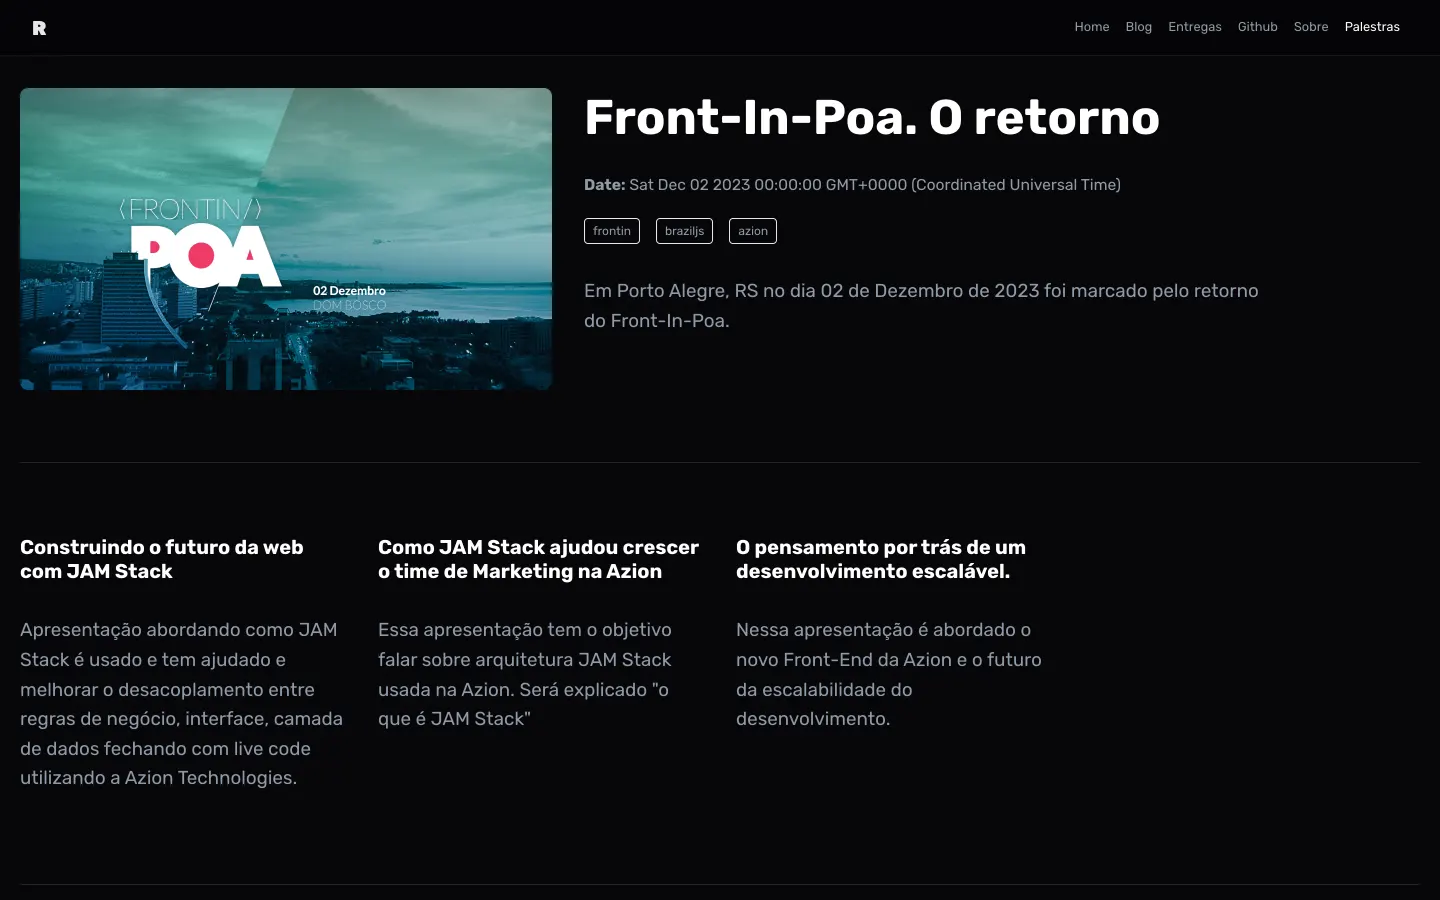 R
Home Blog Entregas Github Sobre Palestras
⟨FRONTIN/⟩
POA
02 Dezembro
DOM BOSCO
Front-In-Poa. O retorno
Date: Sat Dec 02 2023 00:00:00 GMT+0000 (Coordinated Universal Time)
frontin braziljs azion
Em Porto Alegre, RS no dia 02 de Dezembro de 2023 foi marcado pelo retorno
do Front-In-Poa.
Construindo o futuro da web
com JAM Stack
Apresentação abordando como JAM
Stack é usado e tem ajudado e
melhorar o desacoplamento entre
regras de negócio, interface, camada
de dados fechando com live code
utilizando a Azion Technologies.
Como JAM Stack ajudou crescer
o time de Marketing na Azion
Essa apresentação tem o objetivo
falar sobre arquitetura JAM Stack
usada na Azion. Será explicado "o
que é JAM Stack"
O pensamento por trás de um
desenvolvimento escalável.
Nessa apresentação é abordado o
novo Front-End da Azion e o futuro
da escalabilidade do
desenvolvimento.